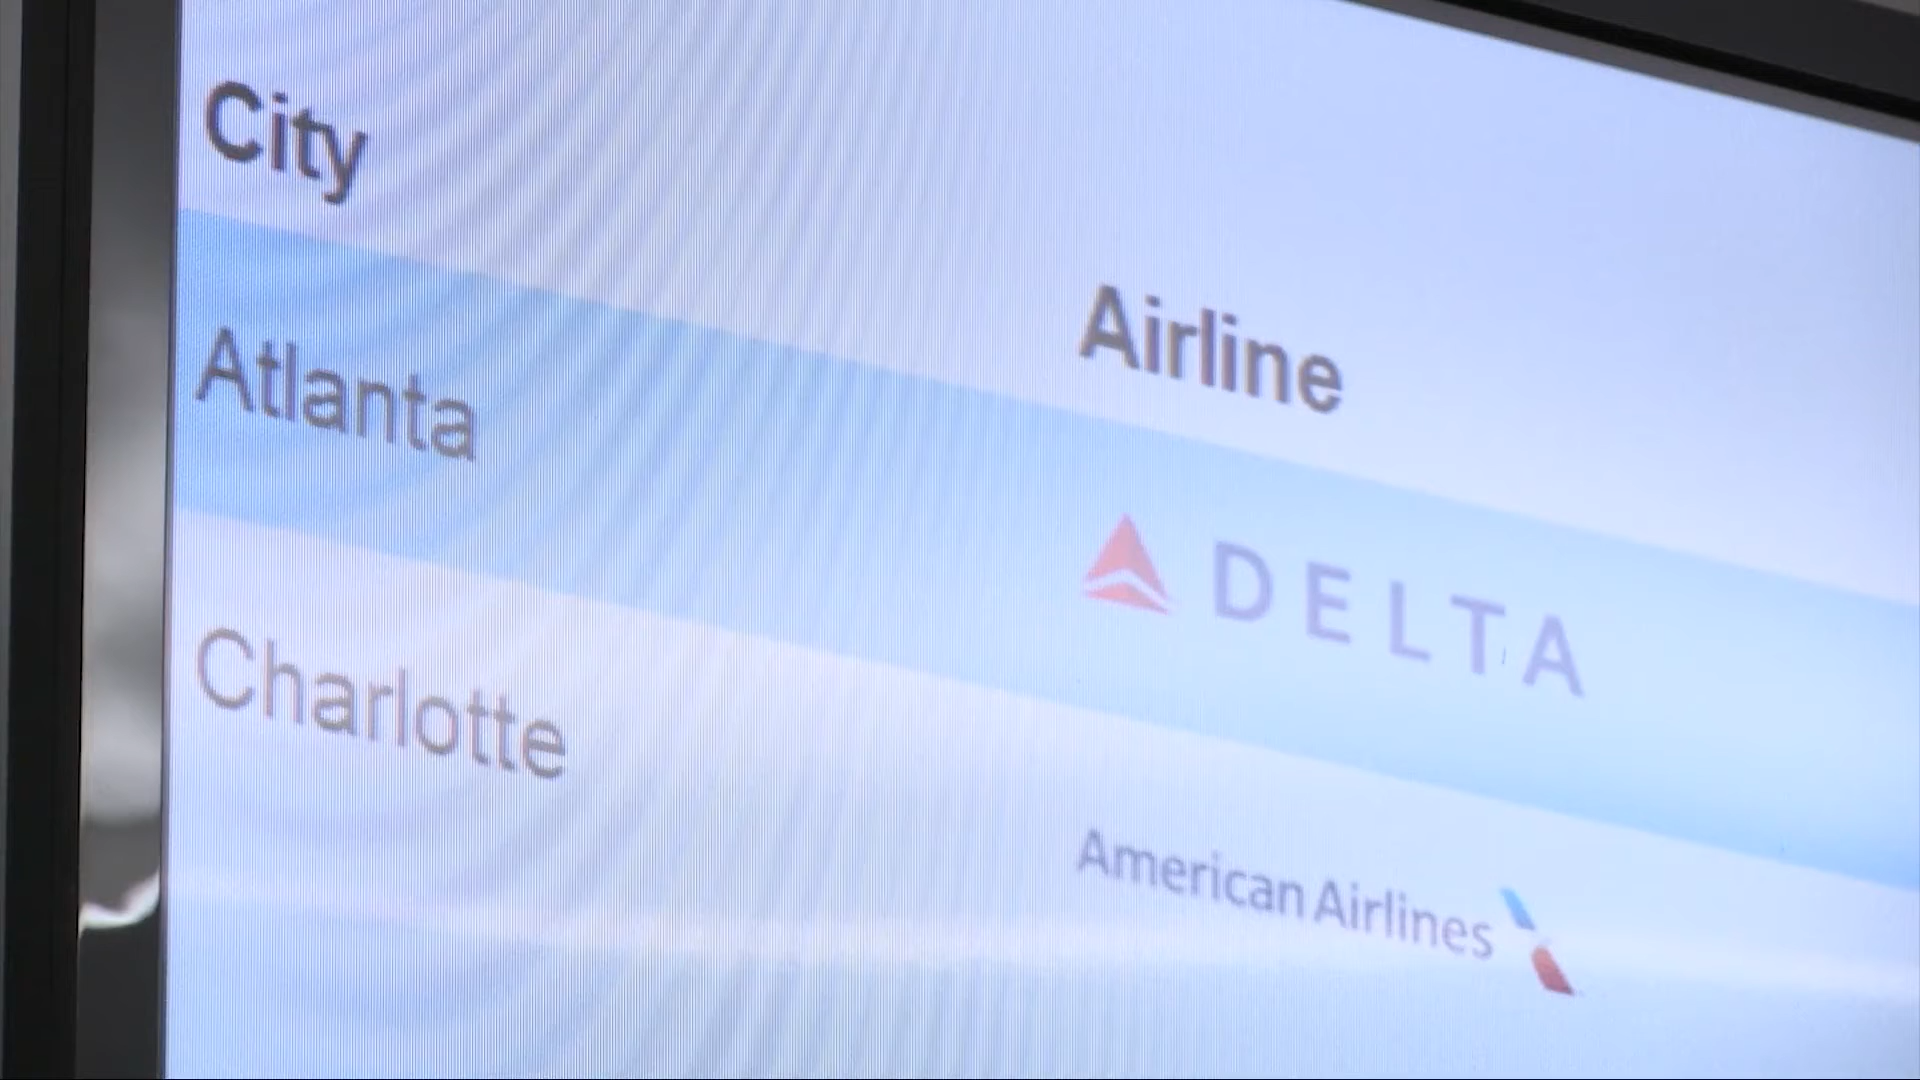 City
Airline
Atlanta
DELTA
Charlotte
American Airlines